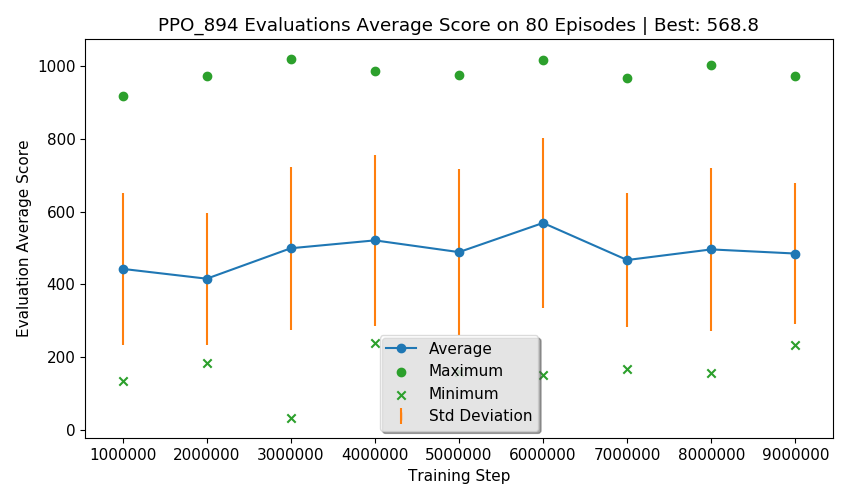 PPO_894 Evaluations Average Score on 80 Episodes | Best: 568.8
Evaluation Average Score
1000
800
600
400
200
0
Average
Maximum
Minimum
Std Deviation
1000000 2000000 3000000 4000000 5000000 6000000 7000000 8000000 9000000
Training Step